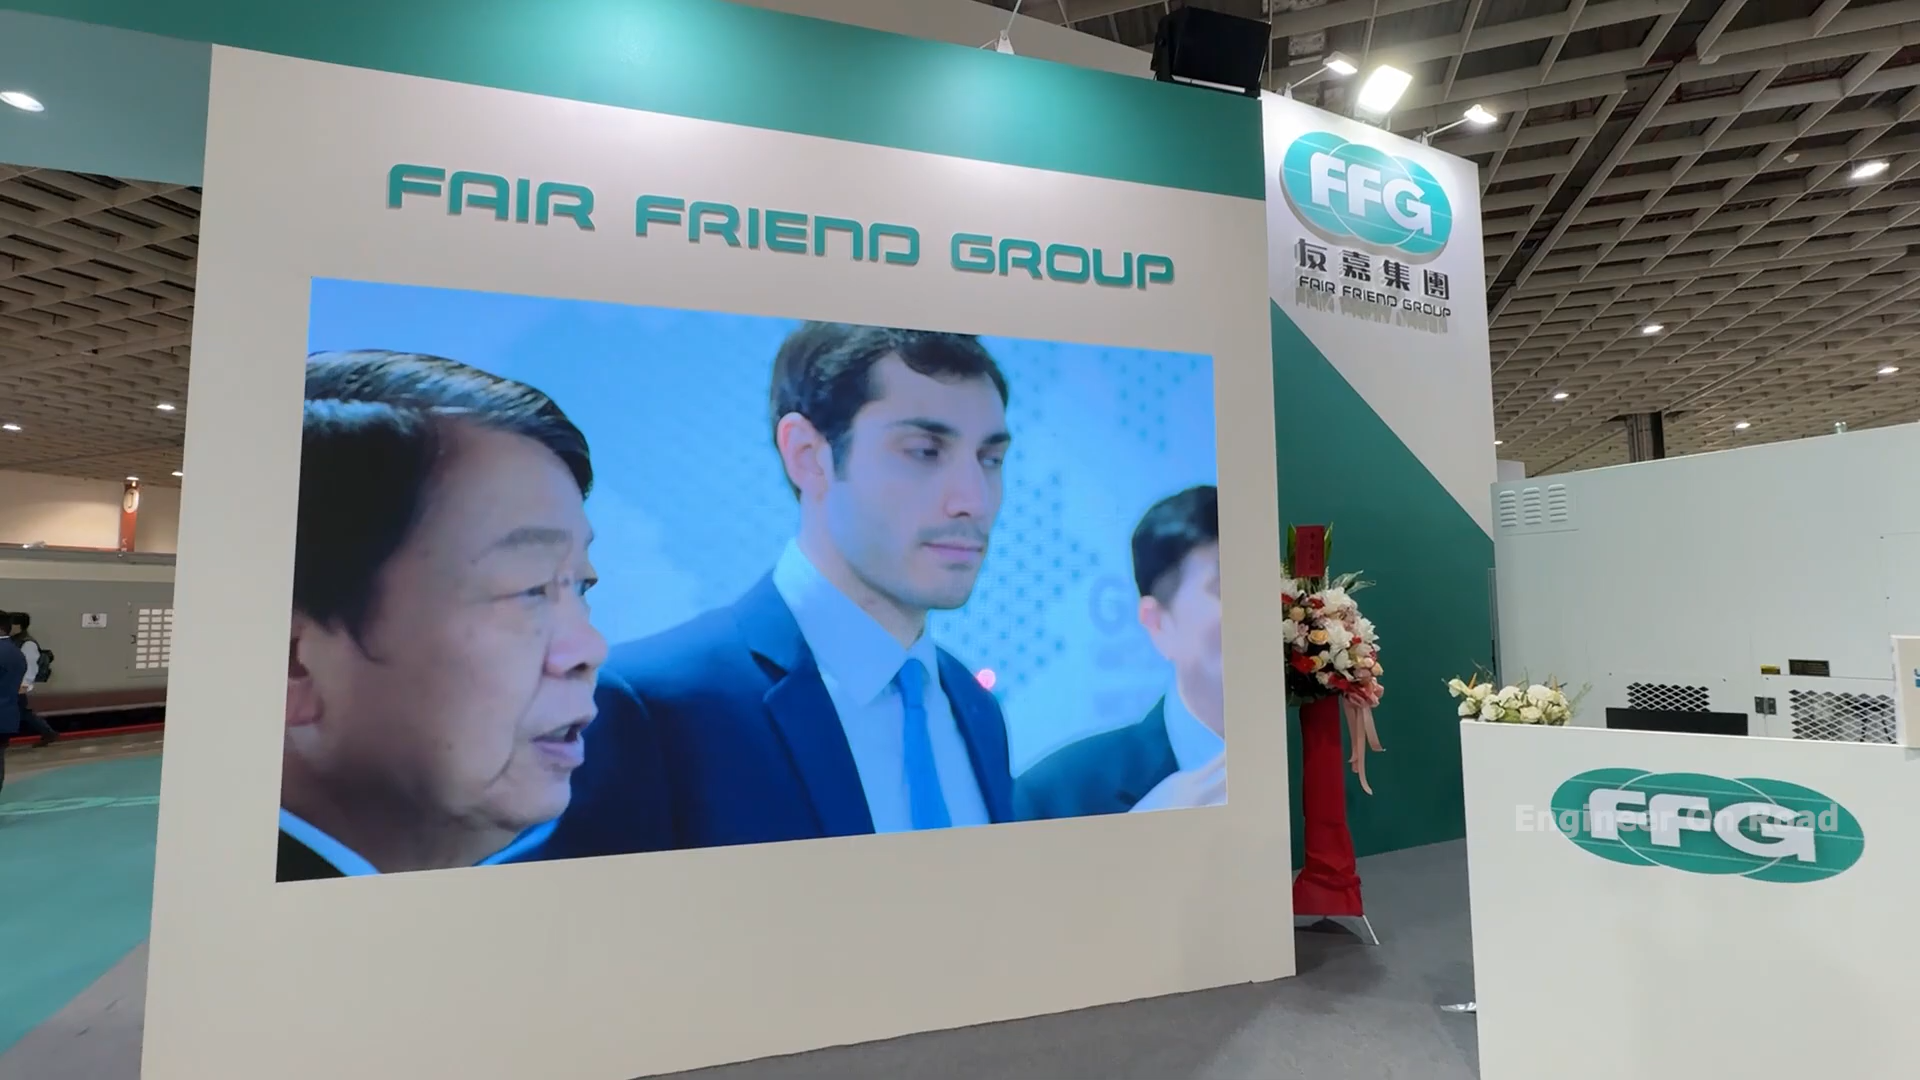 FAIR FRIEND GROUP
FFG
友嘉集團
FAIR FRIEND GROUP
FFG
Engineer On Road